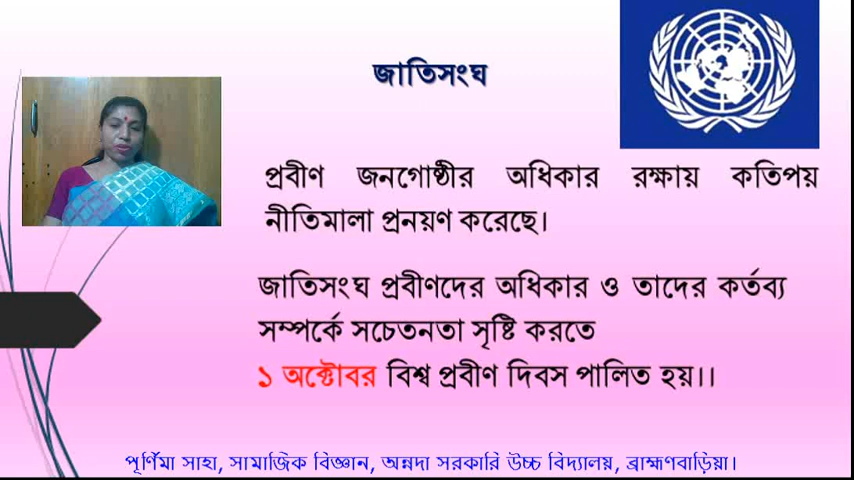 জাতিসংঘ
প্রবীণ জনগোষ্ঠীর অধিকার রক্ষায় কতিপয়
নীতিমালা প্রনয়ণ করেছে।
জাতিসংঘ প্রবীণদের অধিকার ও তাদের কর্তব্য
সম্পর্কে সচেতনতা সৃষ্টি করতে
১ অক্টোবর বিশ্ব প্রবীণ দিবস পালিত হয়।।
পূর্ণিমা সাহা, সামাজিক বিজ্ঞান, অন্নদা সরকারি উচ্চ বিদ্যালয়, ব্রাহ্মণবাড়িয়া।